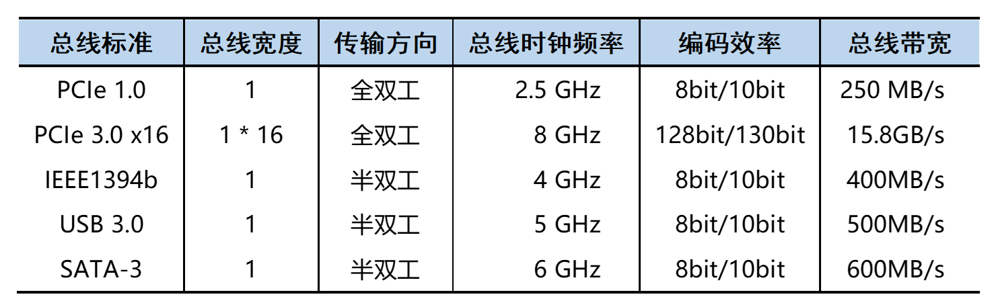 总线标准 总线宽度 传输方向 总线时钟频率 编码效率 总线带宽
PCIe 1.0 1 全双工 2.5 GHz 8bit/10bit 250 MB/s
PCIe 3.0 x16 1 * 16 全双工 8 GHz 128bit/130bit 15.8GB/s
IEEE1394b 1 半双工 4 GHz 8bit/10bit 400MB/s
USB 3.0 1 半双工 5 GHz 8bit/10bit 500MB/s
SATA-3 1 半双工 6 GHz 8bit/10bit 600MB/s